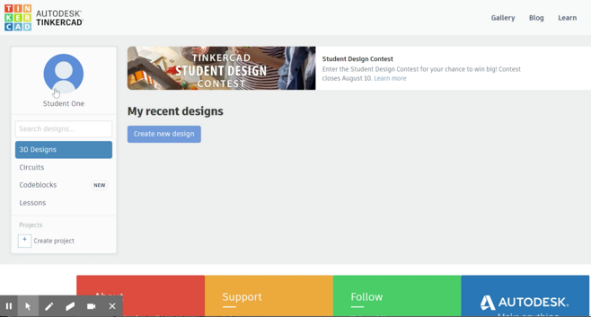 TIN
KER
CAD
AUTODESK®
TINKERCAD®
Gallery
Blog
Learn
Student One
Search designs...
3D Designs
Circuits
Codeblocks
NEW
Lessons
Projects
+ Create project
TINKERCAD
STUDENT DESIGN
CONTEST
Student Design Contest
Enter the Student Design Contest for your chance to win big! Contest
closes August 10. Learn more
My recent designs
Create new design
About
Support
Follow
AUTODESK.
Make anything